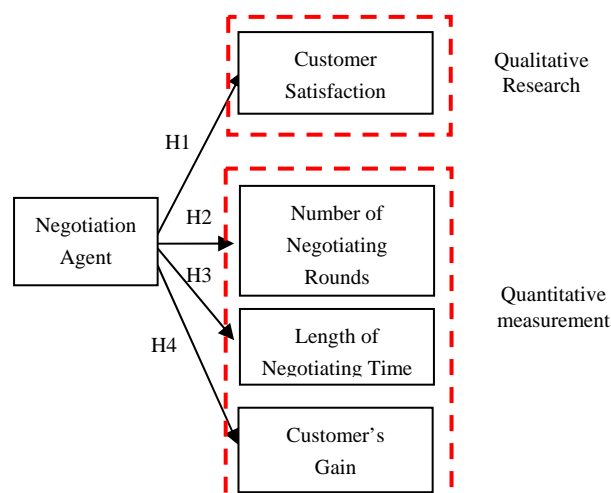 Customer
Satisfaction
Qualitative
Research
H1
Negotiation
Agent
H2
H3
H4
Number of
Negotiating
Rounds
Length of
Negotiating Time
Customer's
Gain
Quantitative
measurement